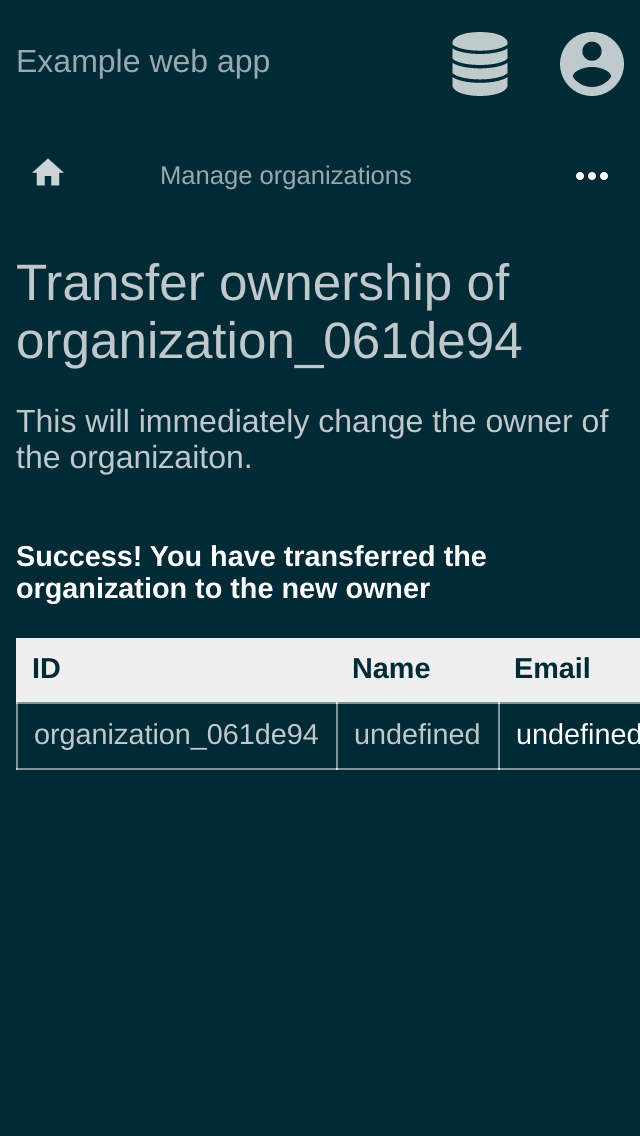 Example web app
Manage organizations
Transfer ownership of
organization_061de94
This will immediately change the owner of
the organizaiton.
Success! You have transferred the
organization to the new owner
ID Name Email
organization_061de94 undefined undefined